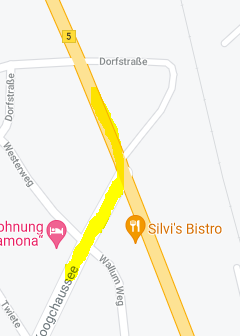 5
Dorfstraße
Dorfstraße
Westerweg
ohnung
amona"
Silvi's Bistro
oogchaussee
Wallum Weg
Twiete